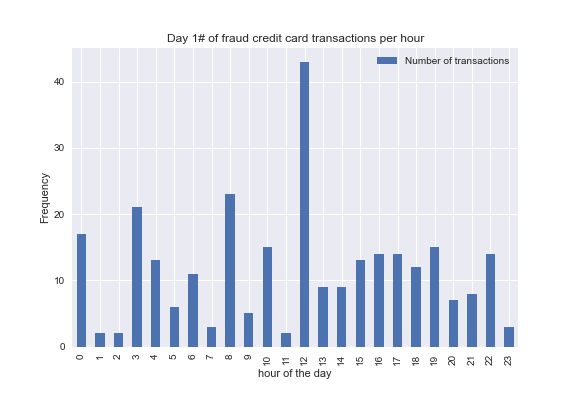 Day 1# of fraud credit card transactions per hour
Number of transactions
Frequency
40
30
20
10
0
0 1 2 3 4 5 6 7 8 9 10 11 12 13 14 15 16 17 18 19 20 21 22 23
hour of the day